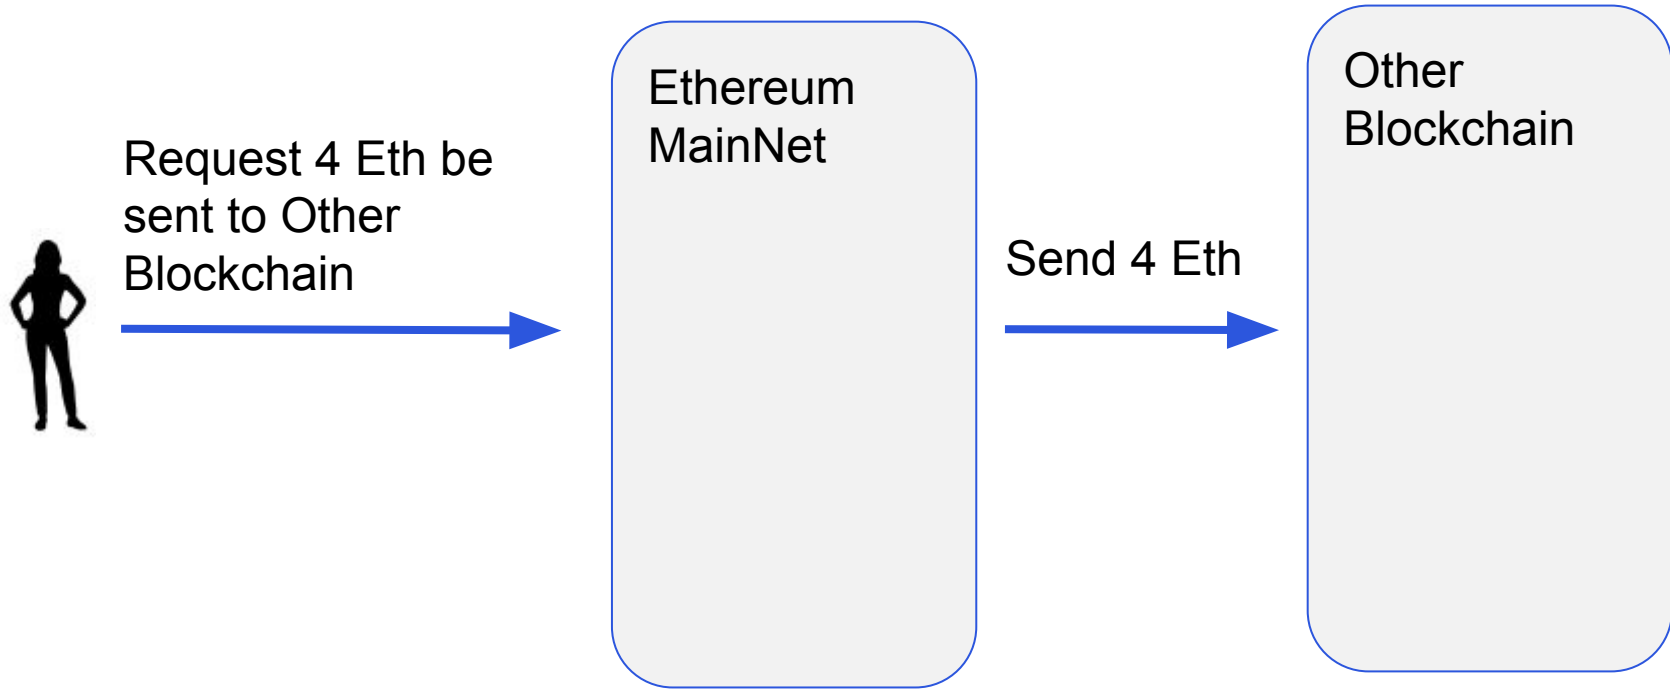 Request 4 Eth be
sent to Other
Blockchain
Ethereum
MainNet
Send 4 Eth
Other
Blockchain